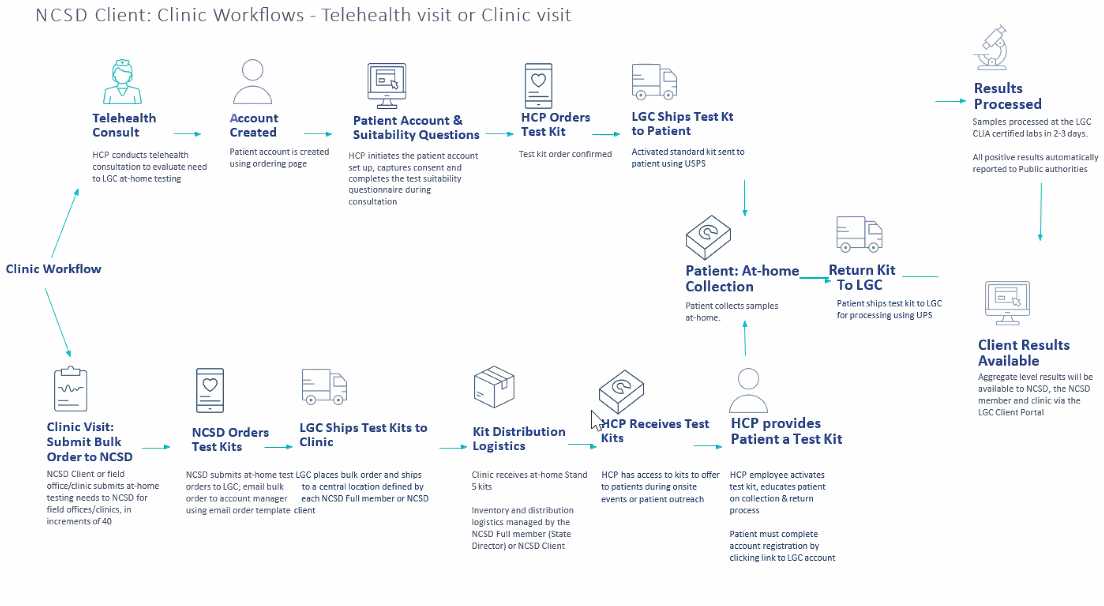 NCSD Client: Clinic Workflows - Telehealth visit or Clinic visit
Telehealth
Consult
HCP conducts telehealth
consultation to evaluate need
to LGC at-home testing
Account
Created
Patient account is created
using ordering page
Patient Account &
Suitability Questions
HCP initiates the patient account
set up, captures consent and
completes the test suitability
questionnaire during
consultation
HCP Orders
Test Kit
Test kit order confirmed
LGC Ships Test Kt
to Patient
Activated standard kit sent to
patient using USPS
Results
Processed
Samples processed at the LGC
CLIA certified labs in 2-3 days.
All positive results automatically
reported to Public authorities
Clinic Workflow
Patient: At-home
Collection
Patient collects samples
at-home.
Return Kit
To LGC
Patient ships test kit to LGC
for processing using UPS
Client Results
Available
Aggregate level results will be
available to NCSD, the NCSD
member and clinic via the
LGC Client Portal
Clinic Visit:
Submit Bulk
Order to NCSD
NCSD Client or field
office/clinic submits at-home
testing needs to NCSD for
field offices/clinics, in
increments of 40
NCSD Orders
Test Kits
NCSD submits at-home test
orders to LGC; email bulk
order to account manager
using email order template
LGC Ships Test Kits to
Clinic
LGC places bulk order and ships
to a central location defined by
each NCSD Full member or NCSD
client
Kit Distribution
Logistics
Clinic receives at-home Stand
5 kits
Inventory and distribution
logistics managed by the
NCSD Full member (State
Director) or NCSD Client
HCP Receives Test
Kits
HCP has access to kits to offer
to patients during onsite
events or patient outreach
HCP provides
Patient a Test Kit
HCP employee activates
test kit, educates patient
on collection & return
process
Patient must complete
account registration by
clicking link to LGC account